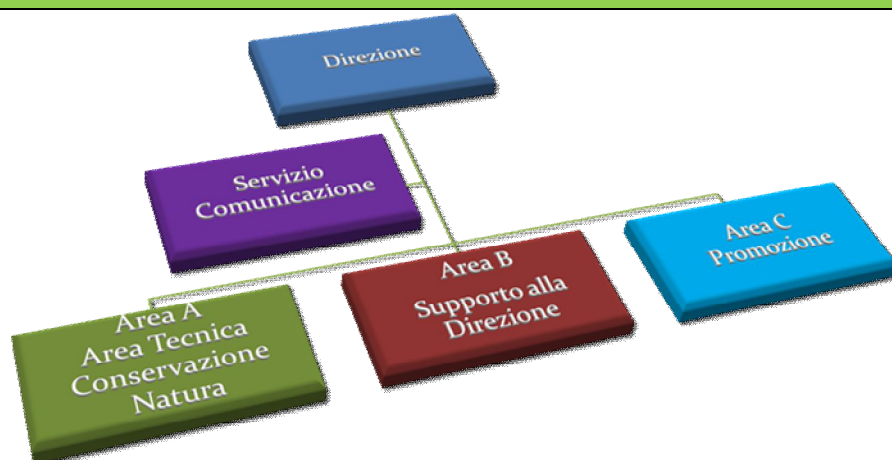 Direzione
Servizio
Comunicazione
Area A
Area Tecnica
Conservazione
Natura
Area B
Supporto alla
Direzione
Area C
Promozione